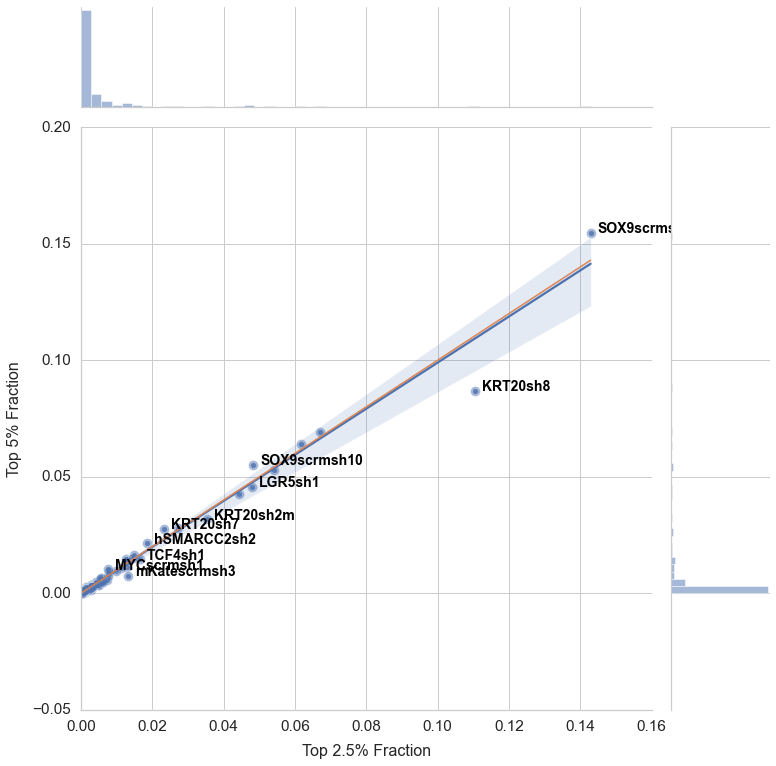 0.20
0.15
0.10
0.05
0.00
−0.05
Top 5% Fraction
SOX9scrms
KRT20sh8
SOX9scrmsh10
LGR5sh1
KRT20sh2m
KRT20sh7
hSMARCC2sh2
TCF4sh1
MYCscrmsh1
mKatescrmsh3
0.00 0.02 0.04 0.06 0.08 0.10 0.12 0.14 0.16
Top 2.5% Fraction